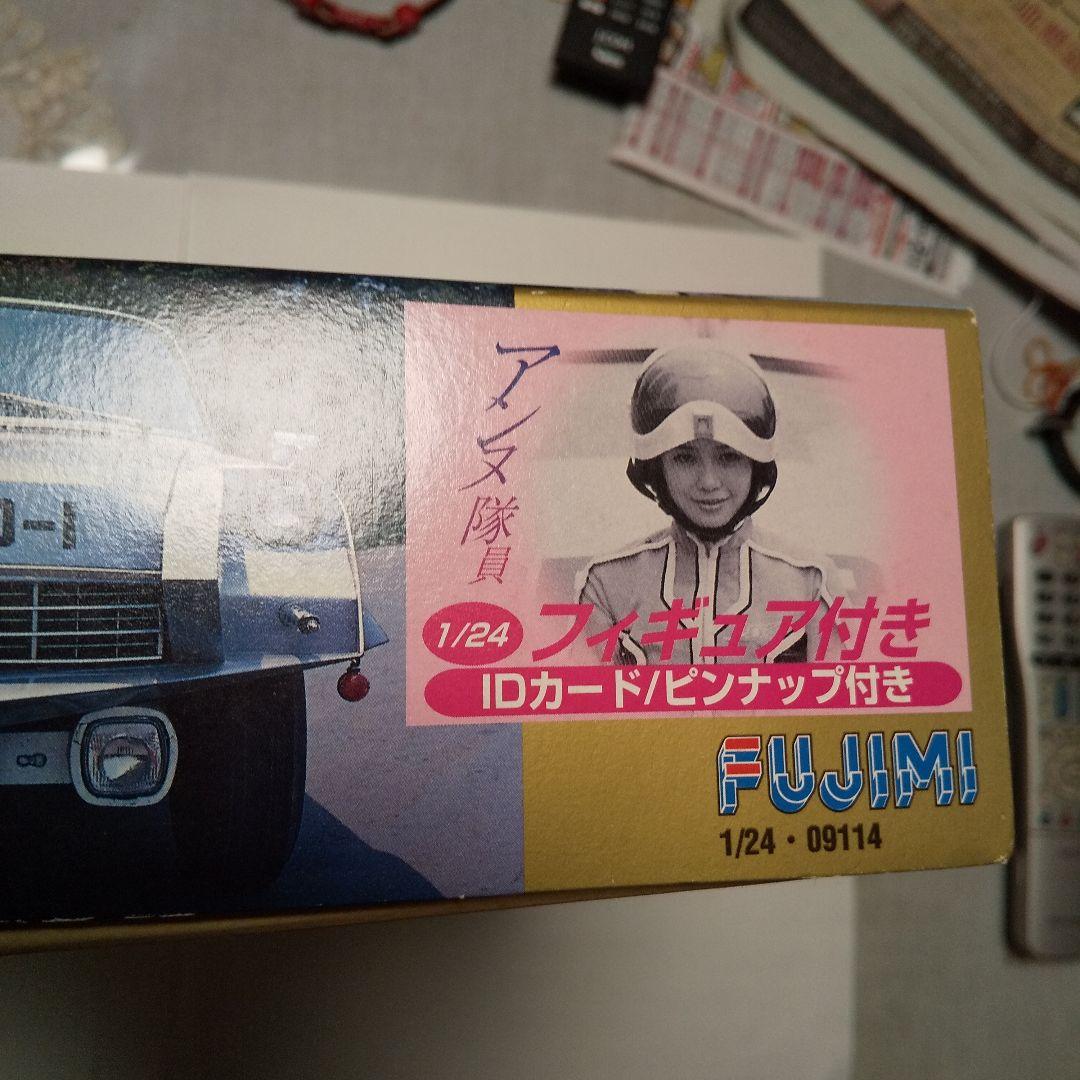 アンヌ隊員
1/24 フィギュア付き
IDカード/ピンナップ付き
FUJIMI
1/24・09114
-1